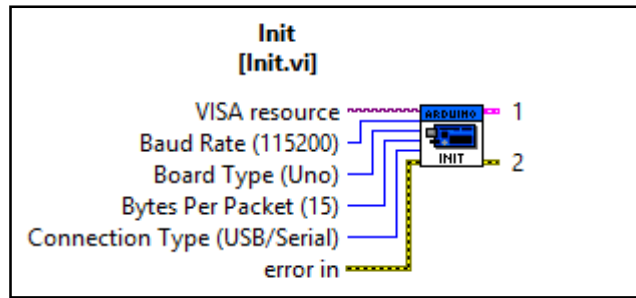 Init
[Init.vi]
VISA resource
Baud Rate (115200)
Board Type (Uno)
Bytes Per Packet (15)
Connection Type (USB/Serial)
error in
ARDUINO
INIT
1
2